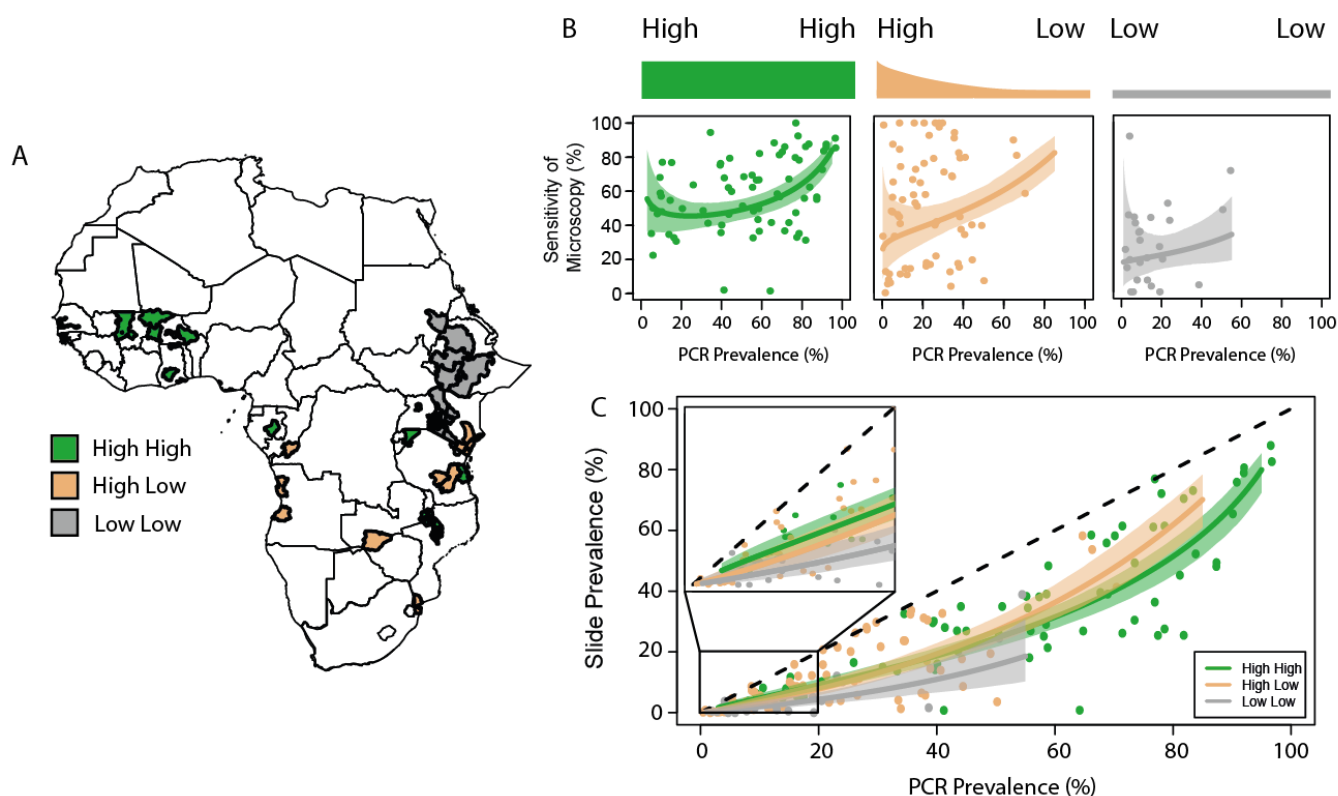 A
High High
High Low
Low Low
B
High High High Low Low Low
Sensitivity of
Microscopy (%)
100
80
60
40
20
0
0 20 40 60 80 100 0 20 40 60 80 100 0 20 40 60 80 100
PCR Prevalence (%) PCR Prevalence (%) PCR Prevalence (%)
C
Slide Prevalence (%)
100
80
60
40
20
0
High High
High Low
Low Low
0 20 40 60 80 100
PCR Prevalence (%)